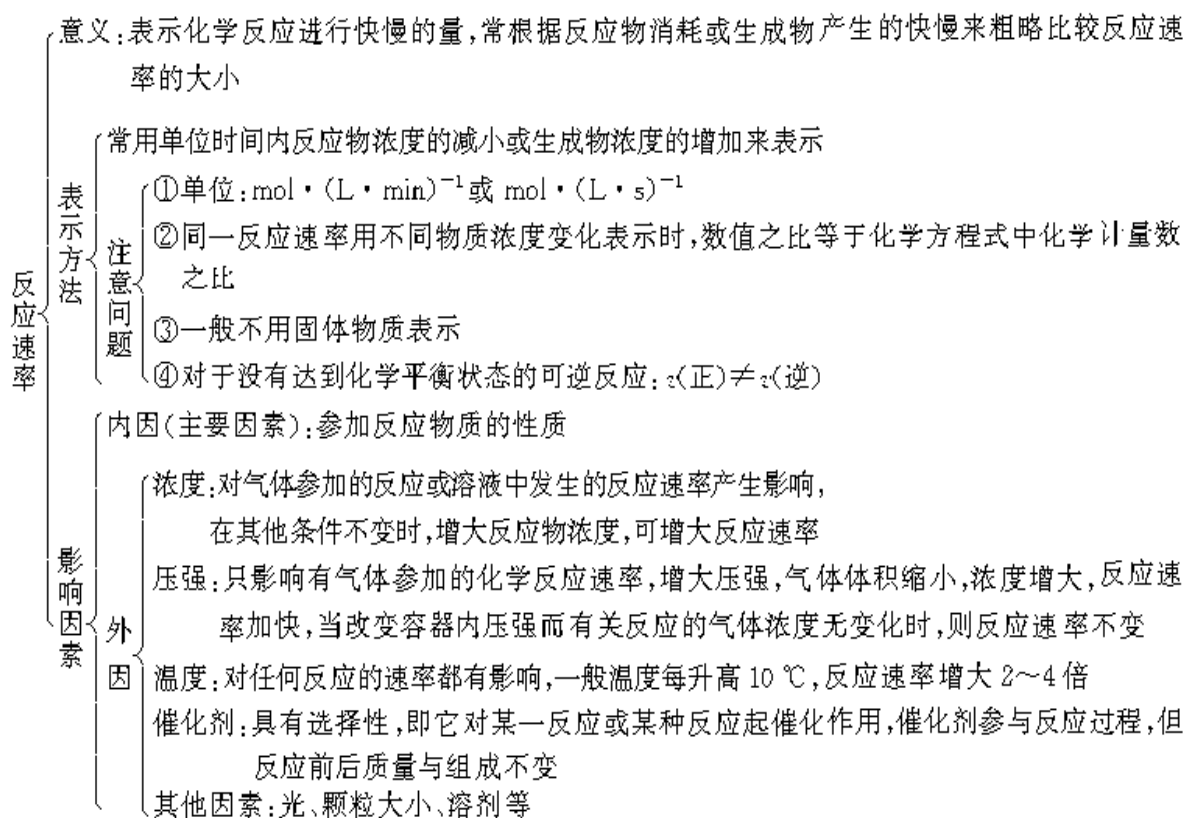 意义:表示化学反应进行快慢的量,常根据反应物消耗或生成物产生的快慢来粗略比较反应速
率的大小
常用单位时间内反应物浓度的减小或生成物浓度的增加来表示
①单位:mol·(L·min)⁻¹或 mol·(L·s)⁻¹
②同一反应速率用不同物质浓度变化表示时,数值之比等于化学方程式中化学计量数
之比
③一般不用固体物质表示
④对于没有达到化学平衡状态的可逆反应:(正)≠(逆)
注意问题
表示方法
反应速率
内因(主要因素):参加反应物质的性质
浓度:对气体参加的反应或溶液中发生的反应速率产生影响,
在其他条件不变时,增大反应物浓度,可增大反应速率
压强:只影响有气体参加的化学反应速率,增大压强,气体体积缩小,浓度增大,反应速
率加快,当改变容器内压强而有关反应的气体浓度无变化时,则反应速率不变
温度:对任何反应的速率都有影响,一般温度每升高 10 ℃,反应速率增大 2~4 倍
催化剂:具有选择性,即它对某一反应或某种反应起催化作用,催化剂参与反应过程,但
反应前后质量与组成不变
其他因素:光、颗粒大小、溶剂等
外因
影响因素